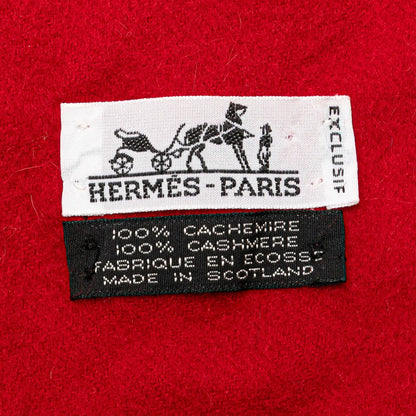 HERMÈS-PARIS
EXCLUSIF
100% CACHEMIRE
100% CASHMERE
FABRIQUE EN ECOSSE
MADE IN SCOTLAND